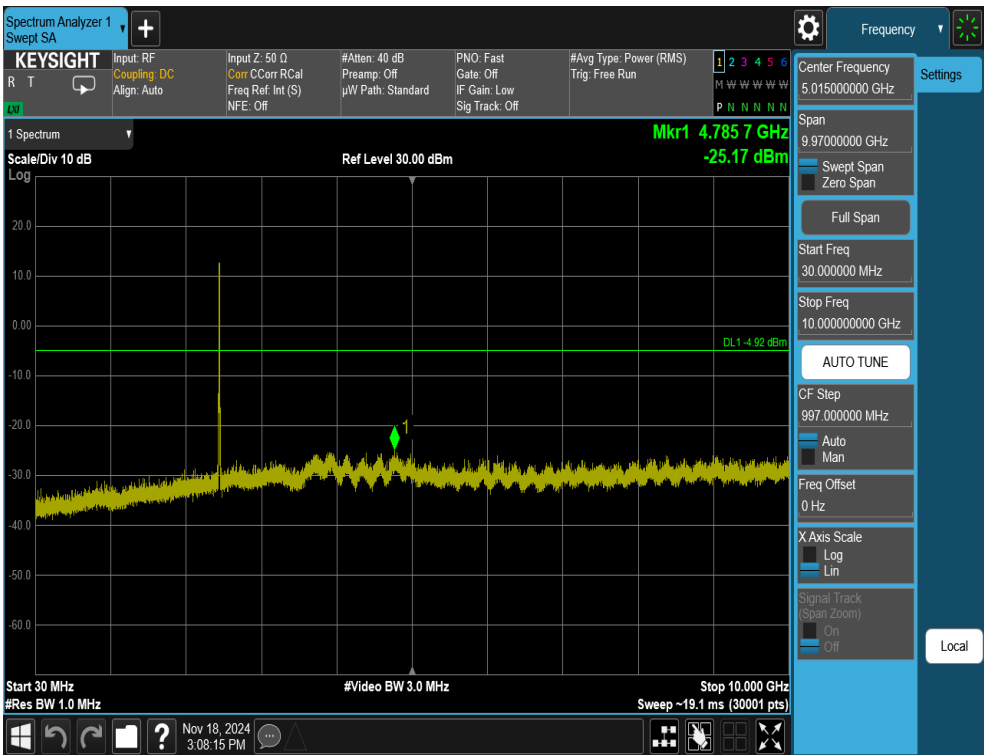 Spectrum Analyzer 1
Swept SA
+
Frequency
KEYSIGHT
R T
LXI
Input: RF
Coupling: DC
Align: Auto
Input Z: 50 Ω
Corr CCorr RCal
Freq Ref: Int (S)
NFE: Off
#Atten: 40 dB
Preamp: Off
µW Path: Standard
PNO: Fast
Gate: Off
IF Gain: Low
Sig Track: Off
#Avg Type: Power (RMS)
Trig: Free Run
1 2 3 4 5 6
M W W W W W
P N N N N N
1 Spectrum
Scale/Div 10 dB
Log
Ref Level 30.00 dBm
Mkr1 4.785 7 GHz
-25.17 dBm
20.0
10.0
0.00
DL1 -4.92 dBm
-10.0
-20.0
1
-30.0
-40.0
-50.0
-60.0
Start 30 MHz
#Res BW 1.0 MHz
#Video BW 3.0 MHz
Stop 10.000 GHz
Sweep ~19.1 ms (30001 pts)
Center Frequency
5.015000000 GHz
Settings
Span
9.97000000 GHz
Swept Span
Zero Span
Full Span
Start Freq
30.000000 MHz
Stop Freq
10.000000000 GHz
AUTO TUNE
CF Step
997.000000 MHz
Auto
Man
Freq Offset
0 Hz
X Axis Scale
Log
Lin
Signal Track
(Span Zoom)
On
Off
Local
?
Nov 18, 2024
3:08:15 PM